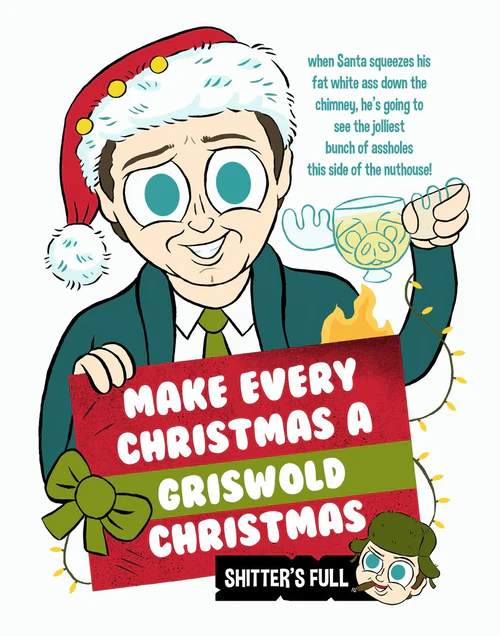 when Santa squeezes his
fat white ass down the
chimney, he's going to
see the jolliest
bunch of assholes
this side of the nuthouse!
MAKE EVERY
CHRISTMAS A
GRISWOLD
CHRISTMAS
SHITTER'S FULL